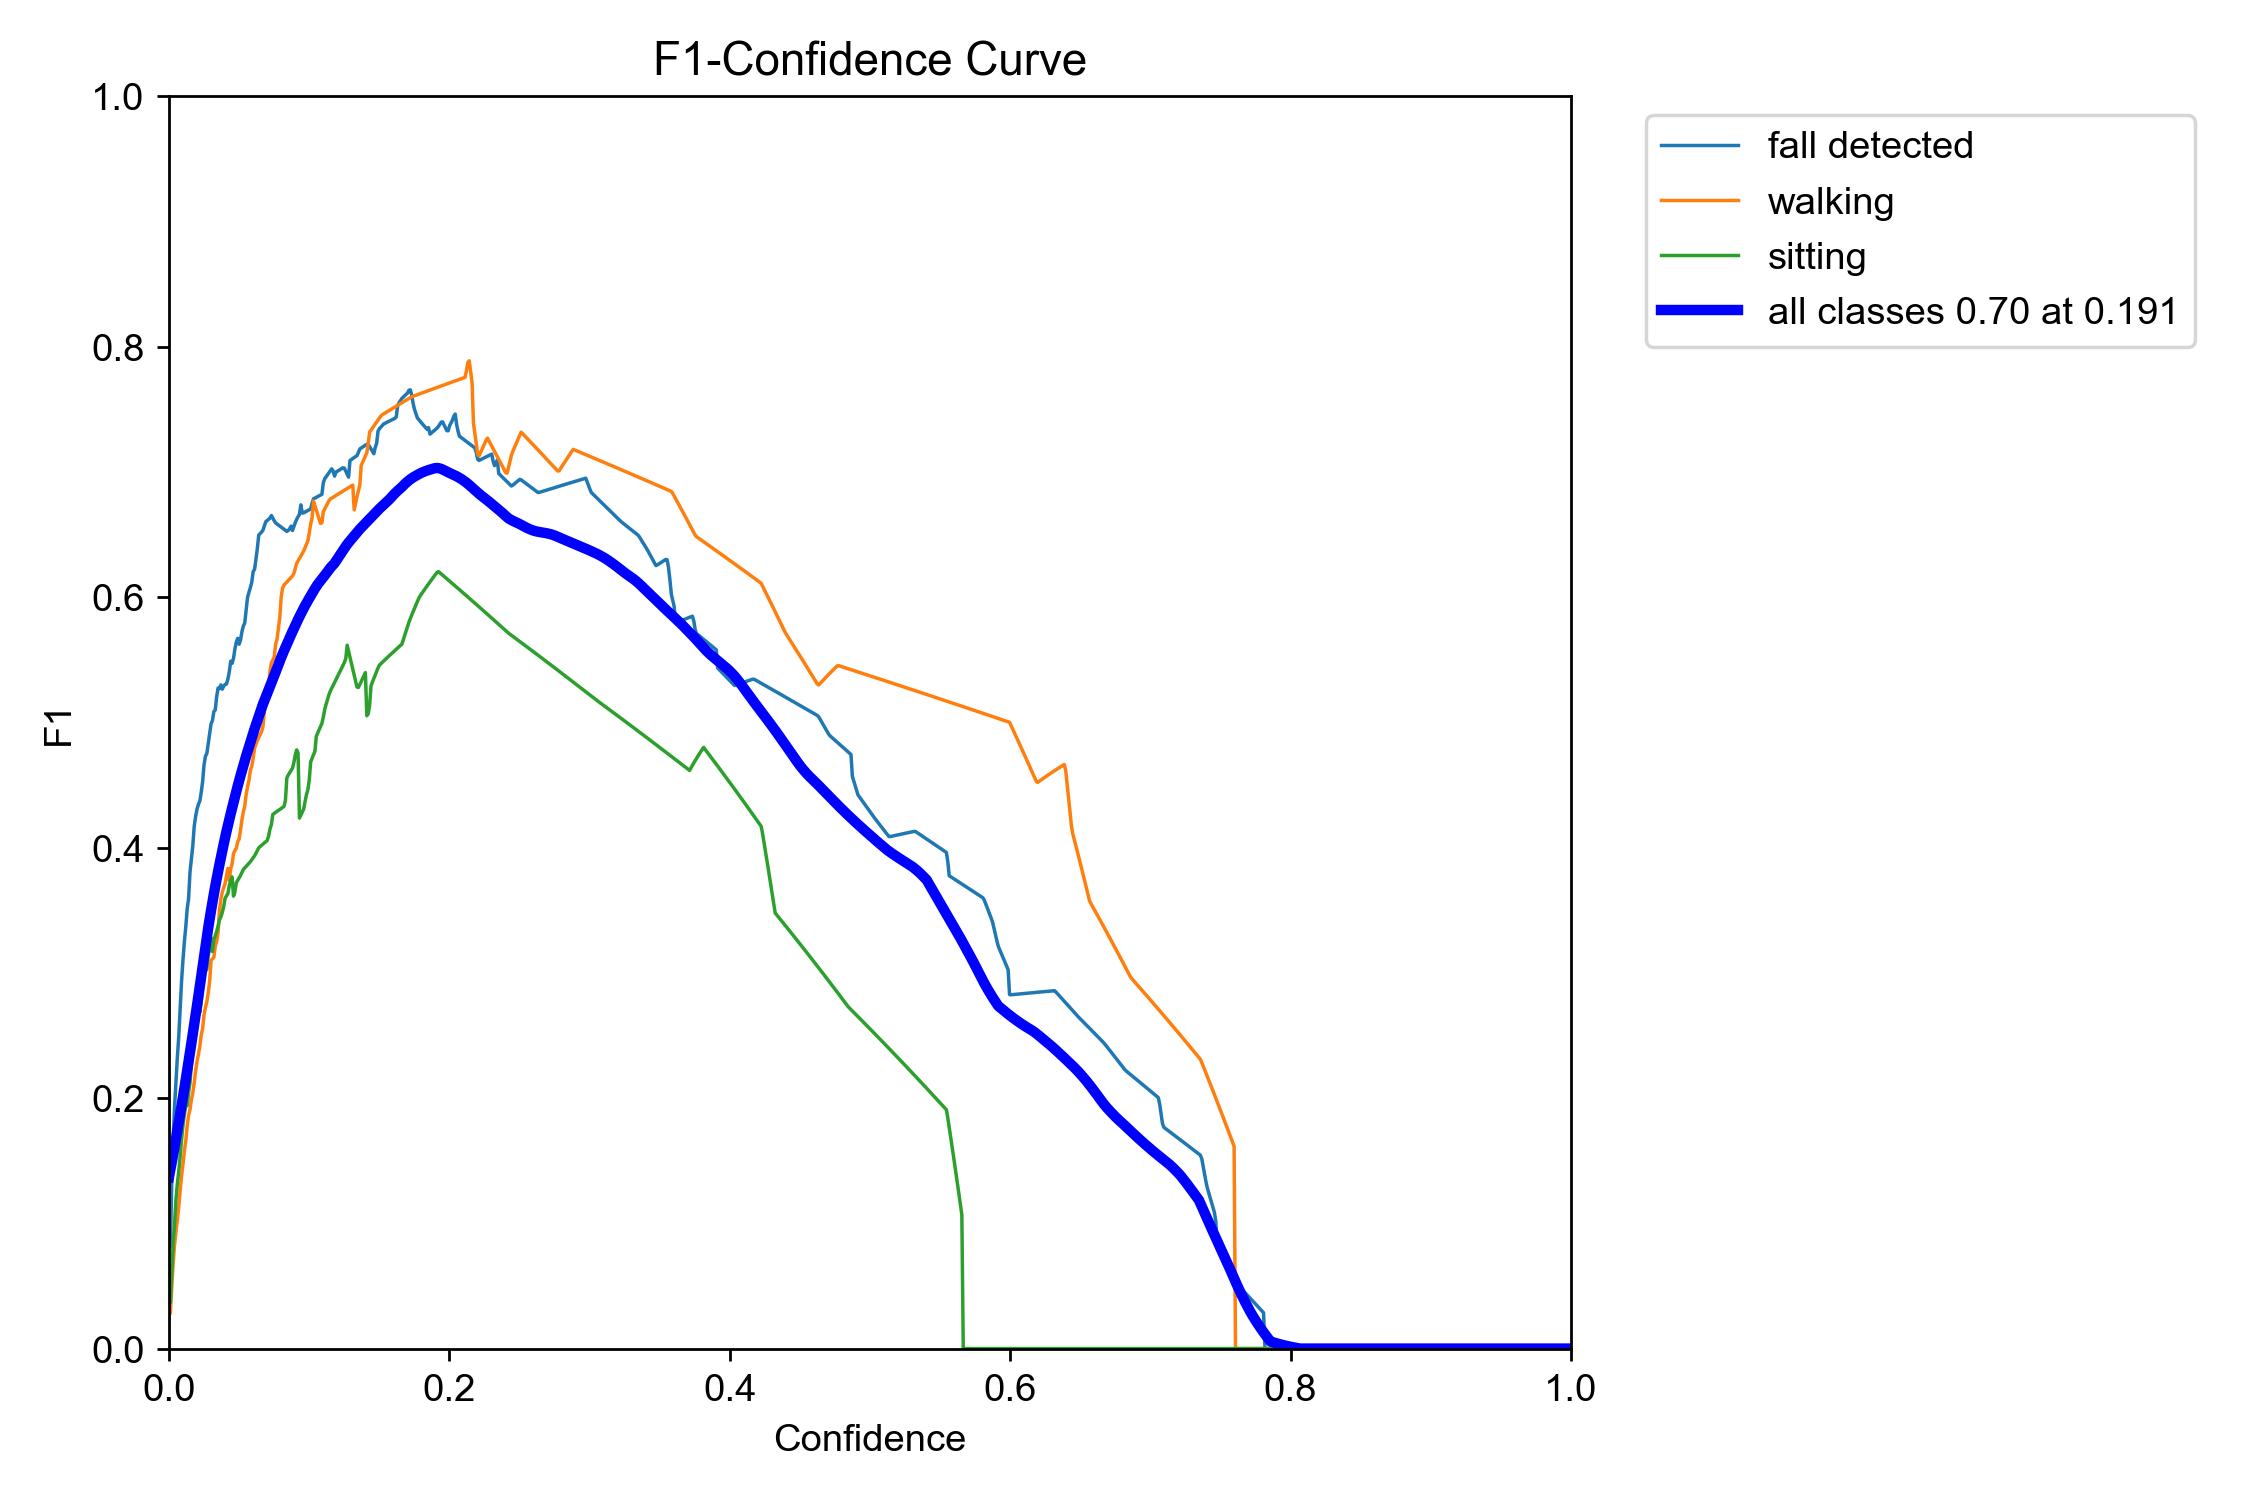 F1-Confidence Curve
1.0
0.8
0.6
0.4
0.2
0.0
F1
0.0 0.2 0.4 0.6 0.8 1.0
Confidence
fall detected
walking
sitting
all classes 0.70 at 0.191